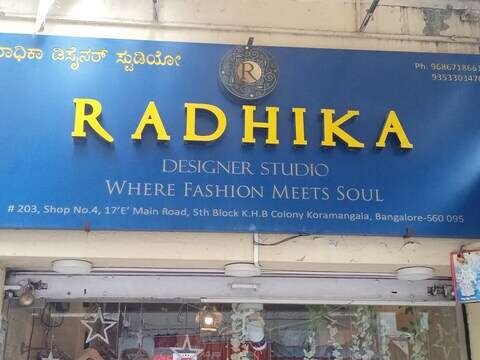 ರಾಧಿಕಾ ಡಿಸೈನರ್ ಸ್ಟುಡಿಯೋ
R
Ph. 9686718661
RADHIKA
DESIGNER STUDIO
WHERE FASHION MEETS SOUL
# 203, Shop No.4, 17'E' Main Road, 5th Block K.H.B Colony Koramangala, Bangalore-560 095